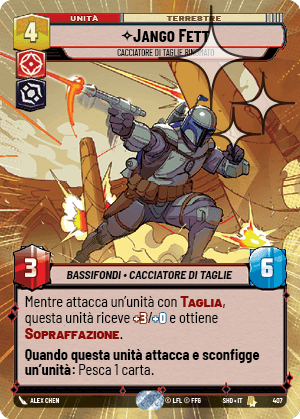 UNITÀ
TERRESTRE
4
✧Jango Fett
CACCIATORE DI TAGLIE RINOMATO
3
6
BASSIFONDI • CACCIATORE DI TAGLIE
Mentre attacca un'unità con TAGLIA,
questa unità riceve +3/+0 e ottiene
SOPRAFFAZIONE.
Quando questa unità attacca e sconfigge
un'unità: Pesca 1 carta.
ALEX CHEN
© LFL © FFG
SHD • IT
407